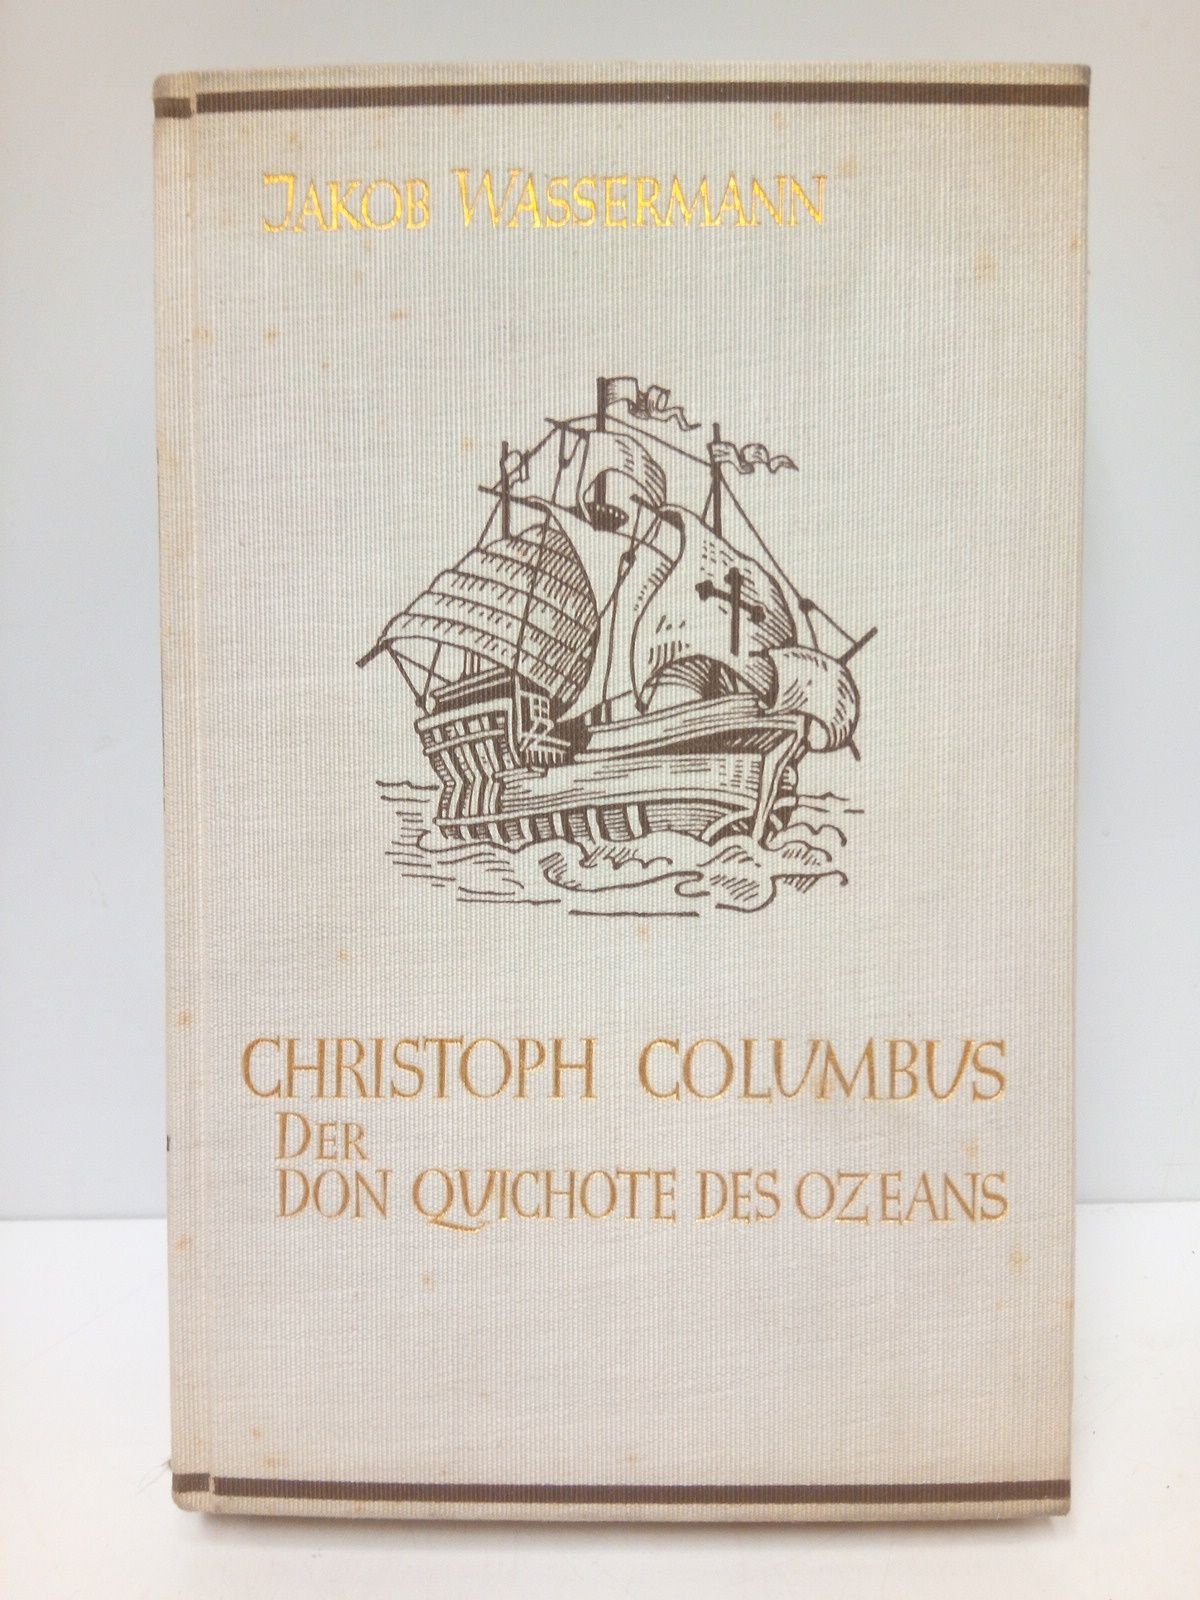 JAKOB WASSERMANN
CHRISTOPH COLUMBUS
DER
DON QUICHOTE DES OZEANS